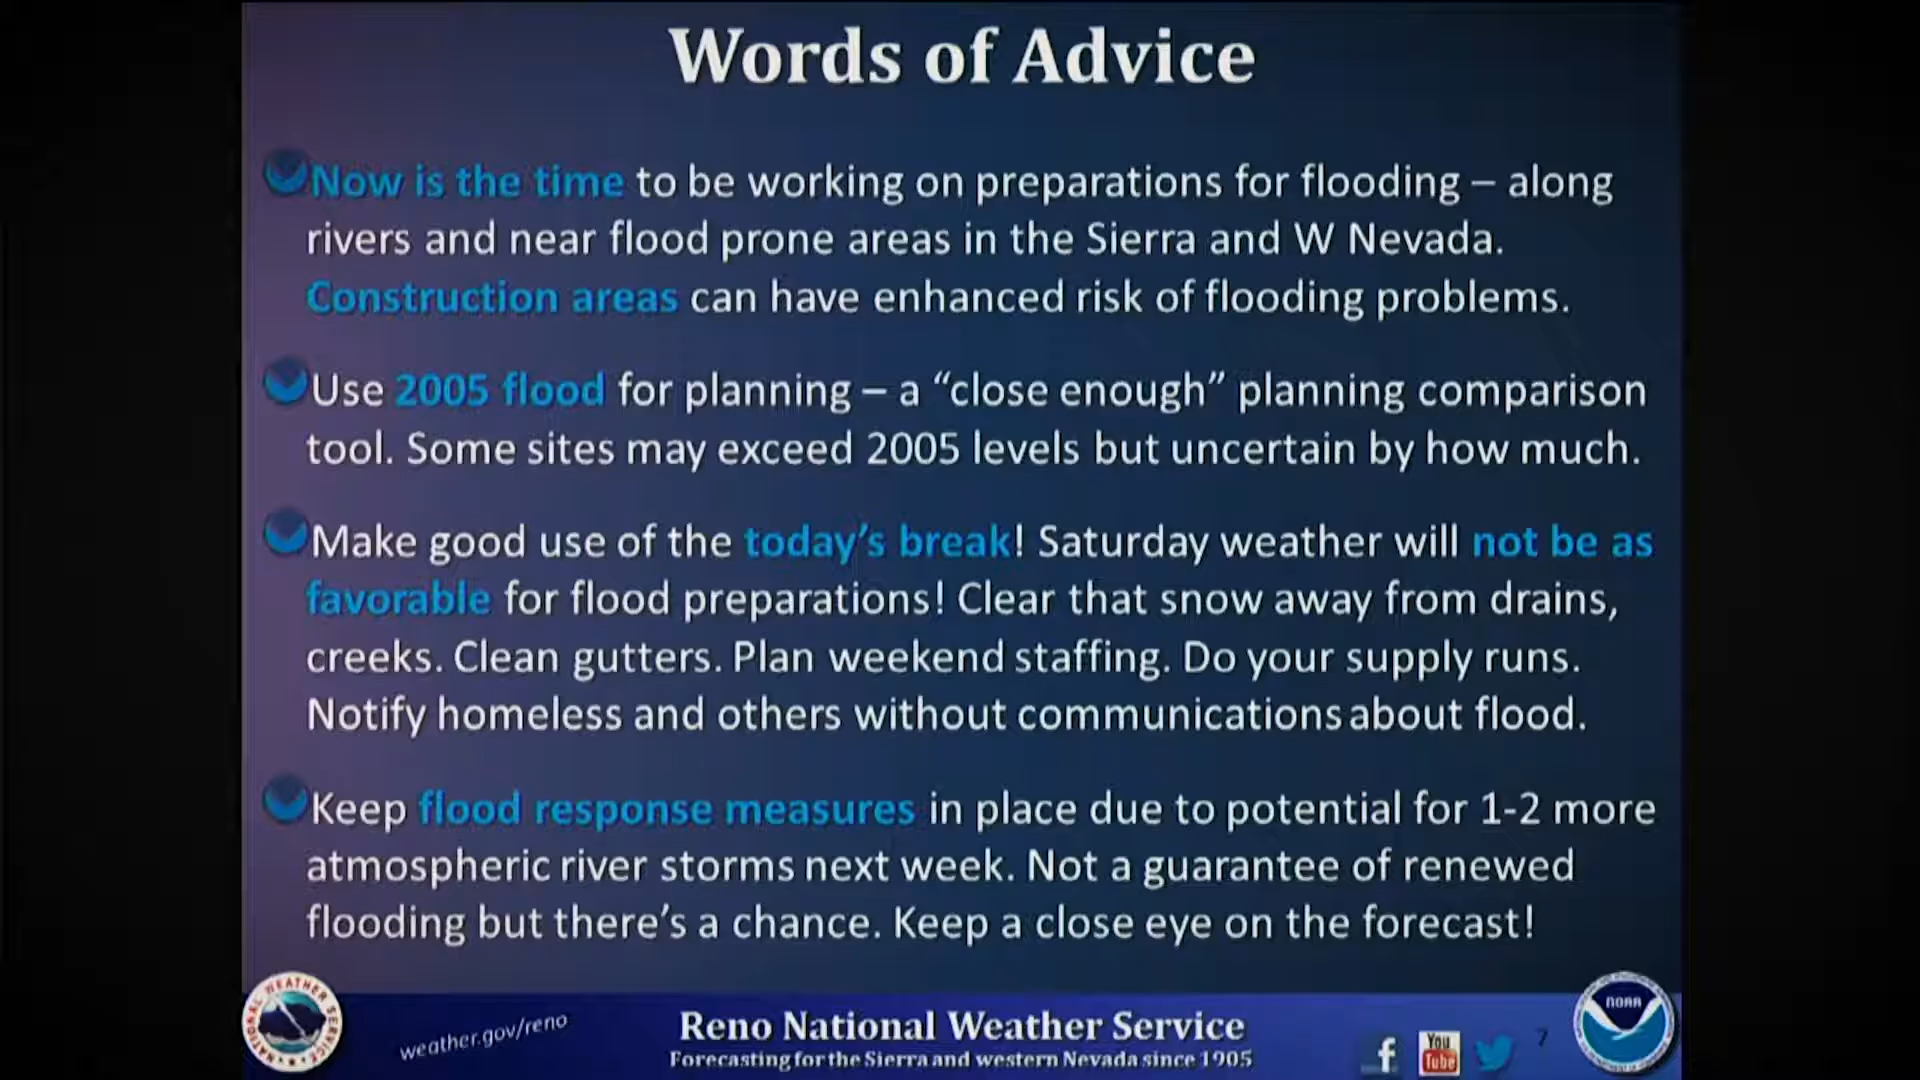 Words of Advice
Now is the time to be working on preparations for flooding – along
rivers and near flood prone areas in the Sierra and W Nevada.
Construction areas can have enhanced risk of flooding problems.
Use 2005 flood for planning – a “close enough” planning comparison
tool. Some sites may exceed 2005 levels but uncertain by how much.
Make good use of the today’s break! Saturday weather will not be as
favorable for flood preparations! Clear that snow away from drains,
creeks. Clean gutters. Plan weekend staffing. Do your supply runs.
Notify homeless and others without communications about flood.
Keep flood response measures in place due to potential for 1-2 more
atmospheric river storms next week. Not a guarantee of renewed
flooding but there’s a chance. Keep a close eye on the forecast!
NATIONAL WEATHER SERVICE
weather.gov/reno
Reno National Weather Service
Forecasting for the Sierra and western Nevada since 1905
f
You
Tube
7
NOAA